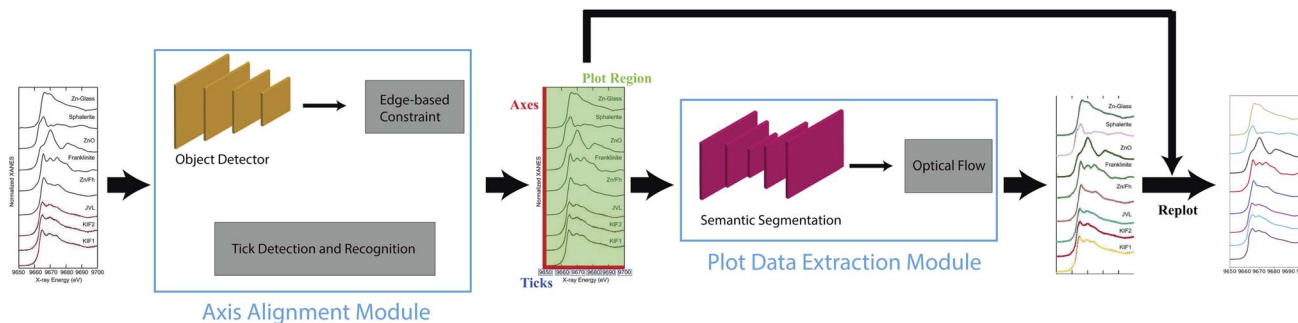 Normalized XANES
Zn-Glass
Sphalerite
ZnO
Franklinite
Zn/Fh
JVL
KIF2
KIF1
9650 9660 9670 9680 9690 9700
X-ray Energy (eV)
Object Detector
Edge-based
Constraint
Tick Detection and Recognition
Axis Alignment Module
Plot Region
Axes
Normalized XANES
Zn-Glass
Sphalerite
ZnO
Franklinite
Zn/Fh
JVL
KIF2
KIF1
9650 9660 9670 9680 9690 9700
X-ray Energy (eV)
Ticks
Semantic Segmentation
Optical Flow
Plot Data Extraction Module
Zn-Glass
Sphalerite
ZnO
Franklinite
Zn/Fh
JVL
KIF2
KIF1
Replot
9650 9660 9670 9680 9690